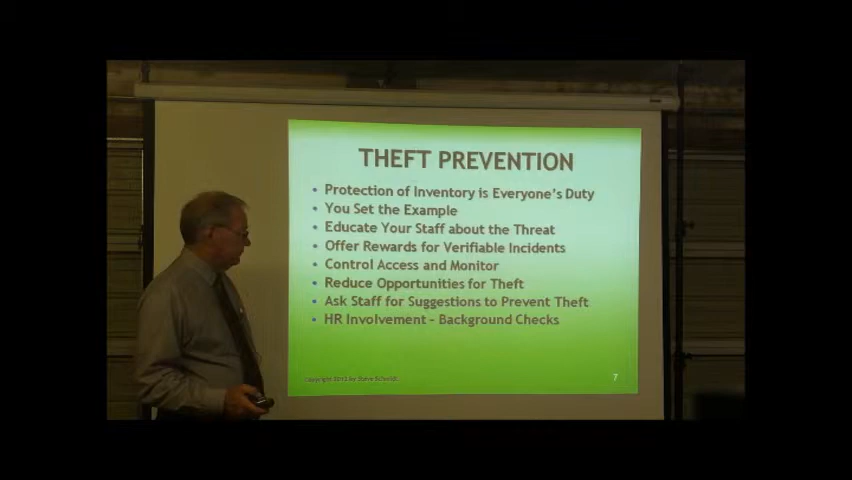 THEFT PREVENTION
• Protection of Inventory is Everyone's Duty
• You Set the Example
• Educate Your Staff about the Threat
• Offer Rewards for Verifiable Incidents
• Control Access and Monitor
• Reduce Opportunities for Theft
• Ask Staff for Suggestions to Prevent Theft
• HR Involvement – Background Checks
Copyright 2012 by Steve Schmidt
7